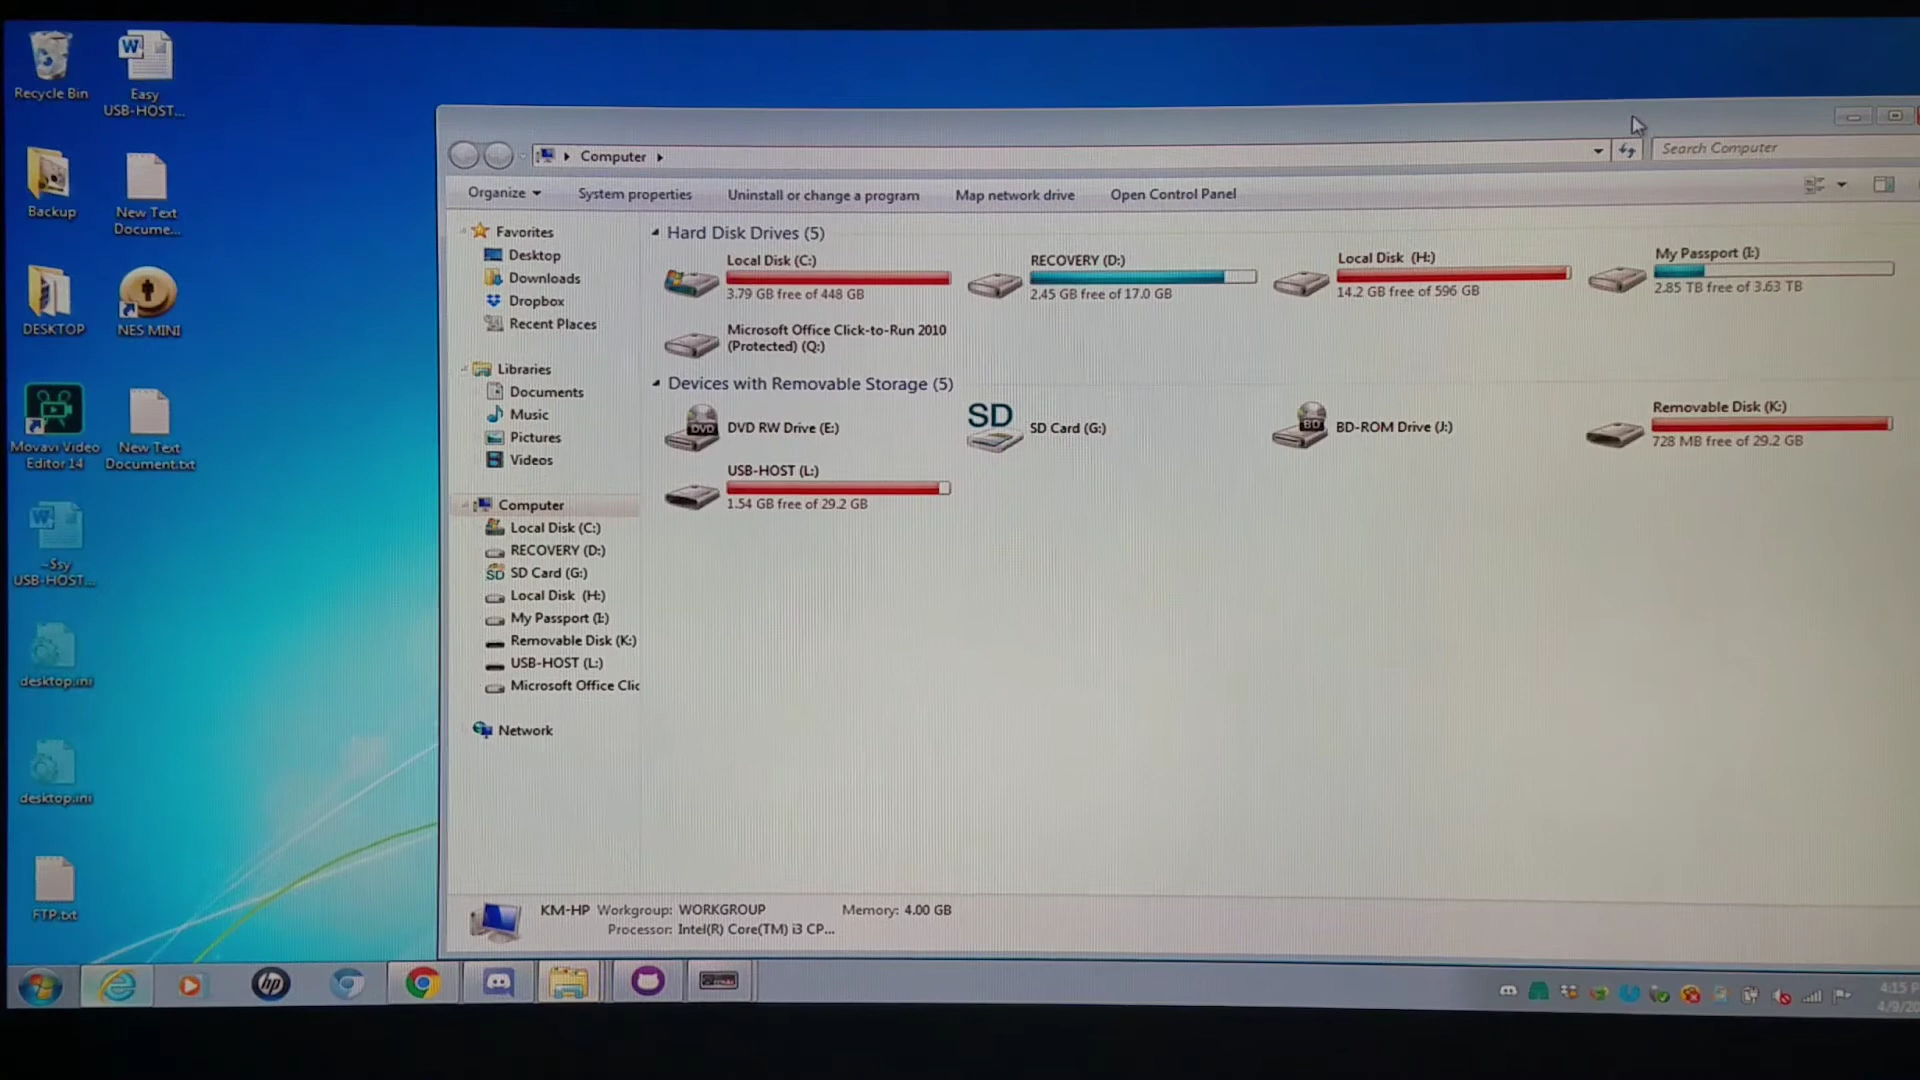 Recycle Bin
Easy
USB-HOST...
Backup
New Text
Docume...
DESKTOP
NES MINI
Movavi Video
Editor 14
New Text
Document.txt
USB-HOST...
desktop.ini
desktop.ini
FTP.txt
Computer
Search Computer
Organize
System properties
Uninstall or change a program
Map network drive
Open Control Panel
Favorites
Desktop
Downloads
Dropbox
Recent Places
Libraries
Documents
Music
Pictures
Videos
Computer
Local Disk (C:)
RECOVERY (D:)
SD Card (G:)
Local Disk (H:)
My Passport (I:)
Removable Disk (K:)
USB-HOST (L:)
Microsoft Office Clic
Network
Hard Disk Drives (5)
Local Disk (C:)
3.79 GB free of 448 GB
RECOVERY (D:)
2.45 GB free of 17.0 GB
Local Disk (H:)
14.2 GB free of 596 GB
My Passport (I:)
2.85 TB free of 3.63 TB
Microsoft Office Click-to-Run 2010
(Protected) (Q:)
Devices with Removable Storage (5)
DVD
DVD RW Drive (E:)
SD
SD Card (G:)
BD
BD-ROM Drive (J:)
Removable Disk (K:)
728 MB free of 29.2 GB
USB-HOST (L:)
1.54 GB free of 29.2 GB
KM-HP Workgroup: WORKGROUP Memory: 4.00 GB
Processor: Intel(R) Core(TM) i3 CP...
hp
4:15 P
4/9/20